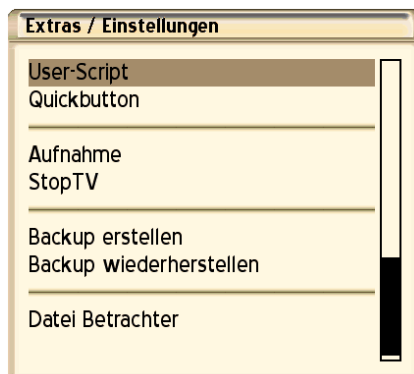 Extras / Einstellungen
User-Script
Quickbutton
Aufnahme
StopTV
Backup erstellen
Backup wiederherstellen
Datei Betrachter